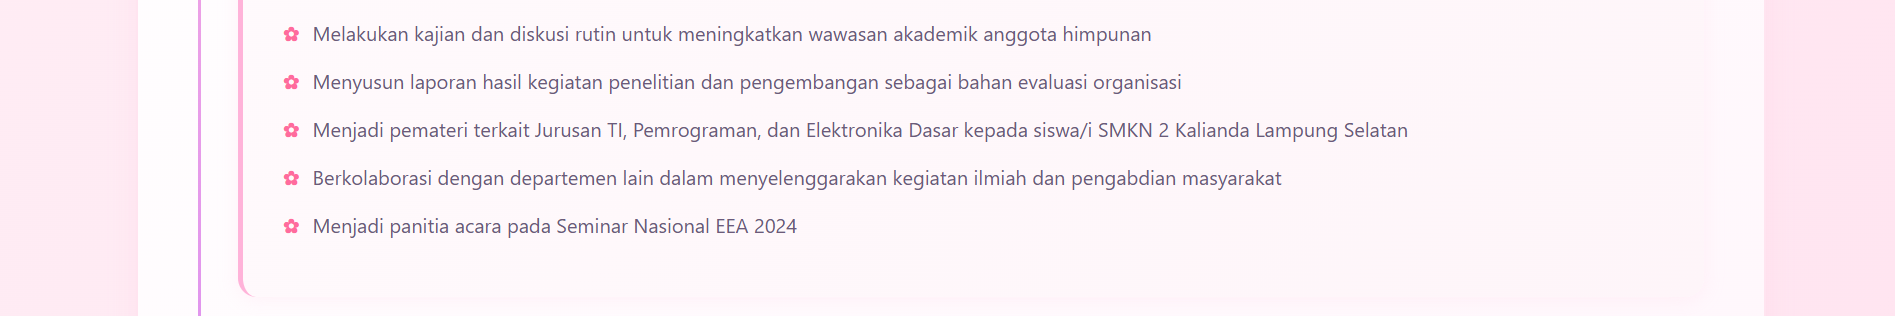 Melakukan kajian dan diskusi rutin untuk meningkatkan wawasan akademik anggota himpunan
Menyusun laporan hasil kegiatan penelitian dan pengembangan sebagai bahan evaluasi organisasi
Menjadi pemateri terkait Jurusan TI, Pemrograman, dan Elektronika Dasar kepada siswa/i SMKN 2 Kalianda Lampung Selatan
Berkolaborasi dengan departemen lain dalam menyelenggarakan kegiatan ilmiah dan pengabdian masyarakat
Menjadi panitia acara pada Seminar Nasional EEA 2024